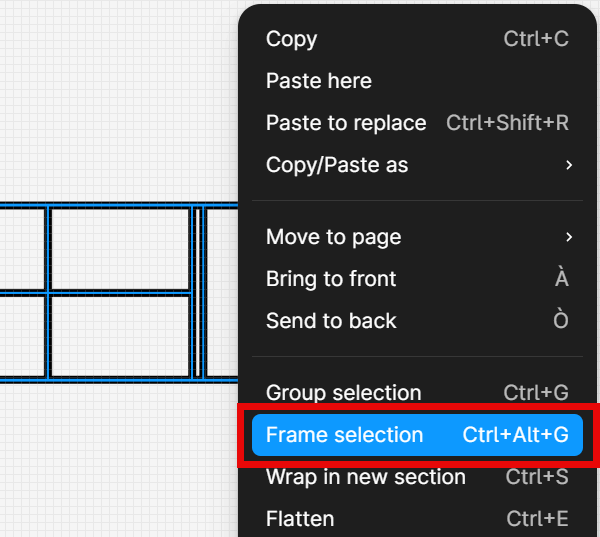 Copy Ctrl+C
Paste here
Paste to replace Ctrl+Shift+R
Copy/Paste as
Move to page
Bring to front À
Send to back Ò
Group selection Ctrl+G
Frame selection Ctrl+Alt+G
Wrap in new section Ctrl+S
Flatten Ctrl+E